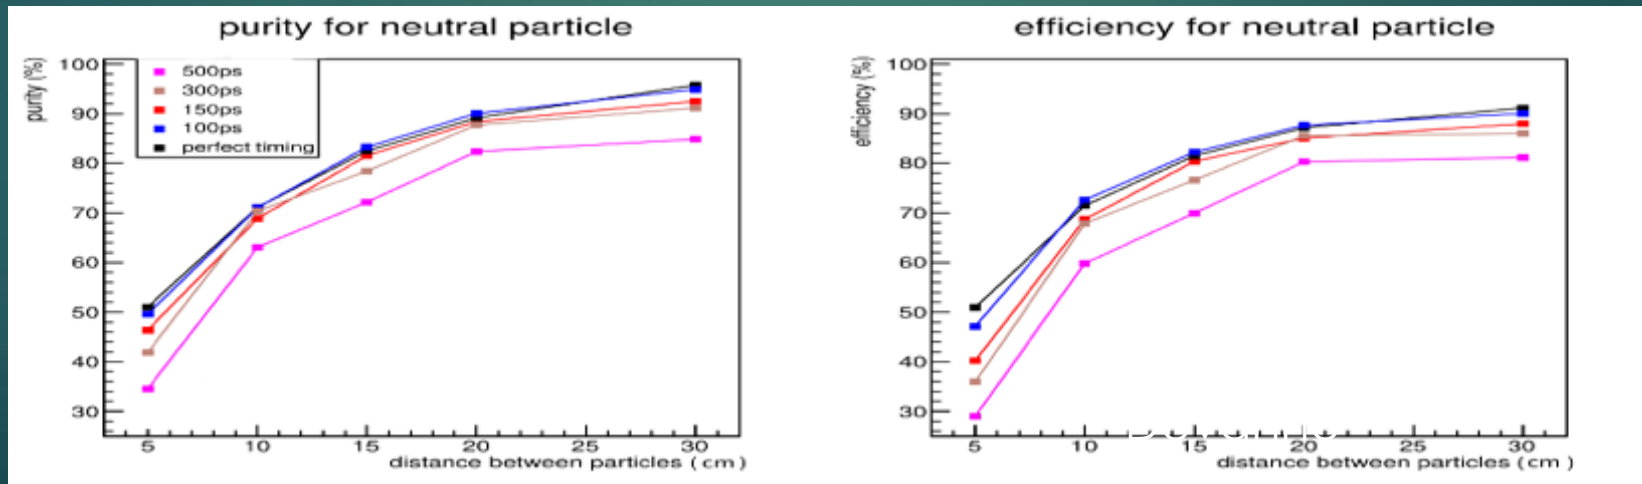 purity for neutral particle
purity (%)
100
90
80
70
60
50
40
30
500ps
300ps
150ps
100ps
perfect timing
5 10 15 20 25 30
distance between particles (cm)
efficiency for neutral particle
efficiency (%)
100
90
80
70
60
50
40
30
5 10 15 20 25 30
distance between particles (cm)